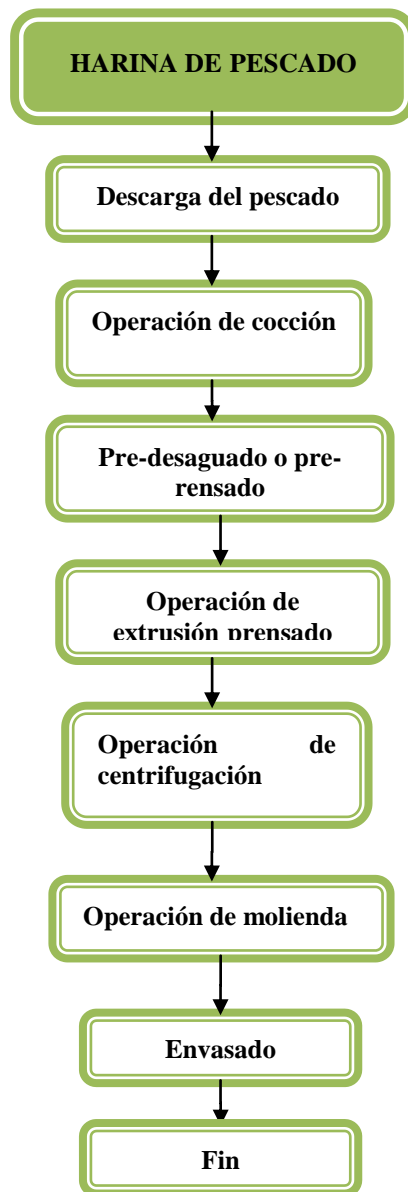 HARINA DE PESCADO
Descarga del pescado
Operación de cocción
Pre-desaguado o pre-
rensado
Operación de
extrusión prensado
Operación de
centrifugación
Operación de molienda
Envasado
Fin